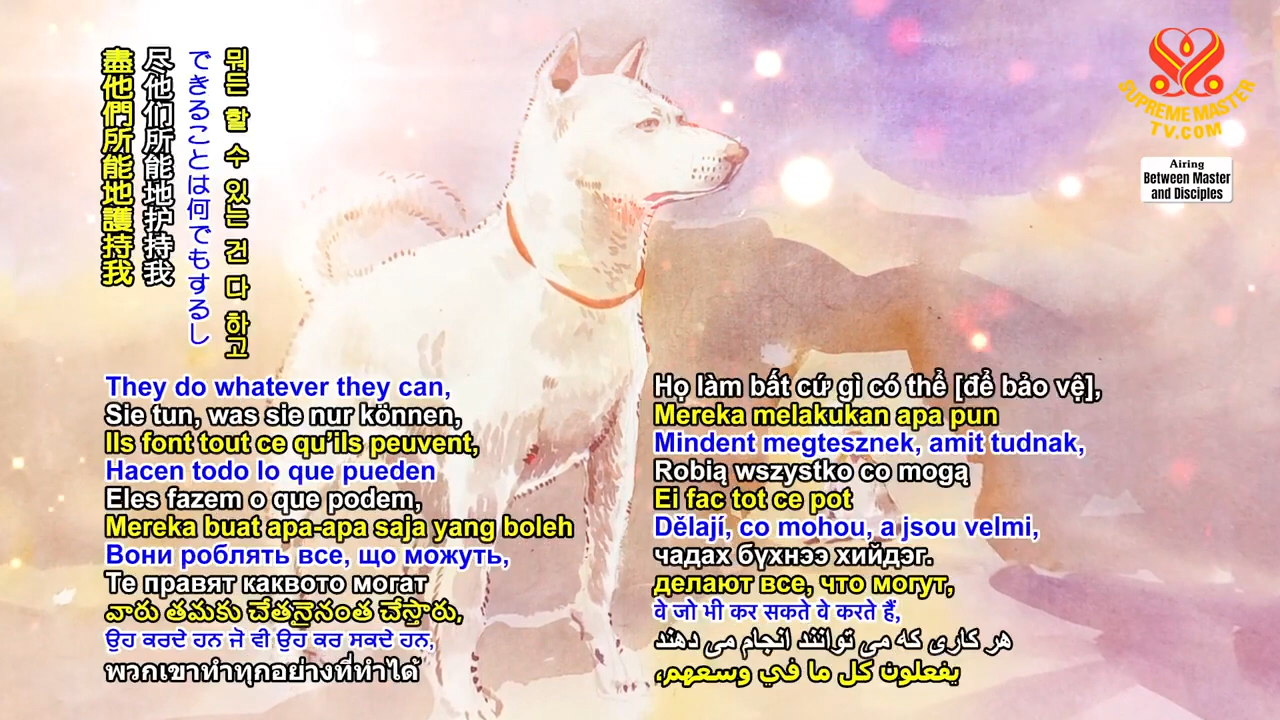 盡他們所能地護持我
尽他们所能地护持我
できることは何でもするし
뭐든 할 수 있는 건 다 하고
SUPREME MASTER
TV.COM
Airing
Between Master
and Disciples
They do whatever they can,
Sie tun, was sie nur können,
Ils font tout ce qu’ils peuvent,
Hacen todo lo que pueden
Eles fazem o que podem,
Mereka buat apa-apa saja yang boleh
Вони роблять все, що можуть,
Те правят каквото могат
వారు తమకు చేతనైనంత చేస్తారు,
ਉਹ ਕਰਦੇ ਹਨ ਜੋ ਵੀ ਉਹ ਕਰ ਸਕਦੇ ਹਨ,
พวกเขาทำทุกอย่างที่ทำได้
Họ làm bất cứ gì có thể [để bảo vệ],
Mereka melakukan apa pun
Mindent megtesznek, amit tudnak,
Robią wszystko co mogą
Ei fac tot ce pot
Dělají, co mohou, a jsou velmi,
чадах бүхнээ хийдэг.
делают все, что могут,
वे जो भी कर सकते वे करते हैं,
هر کاری که می توانند انجام می دهند
يفعلون كل ما في وسعهم،